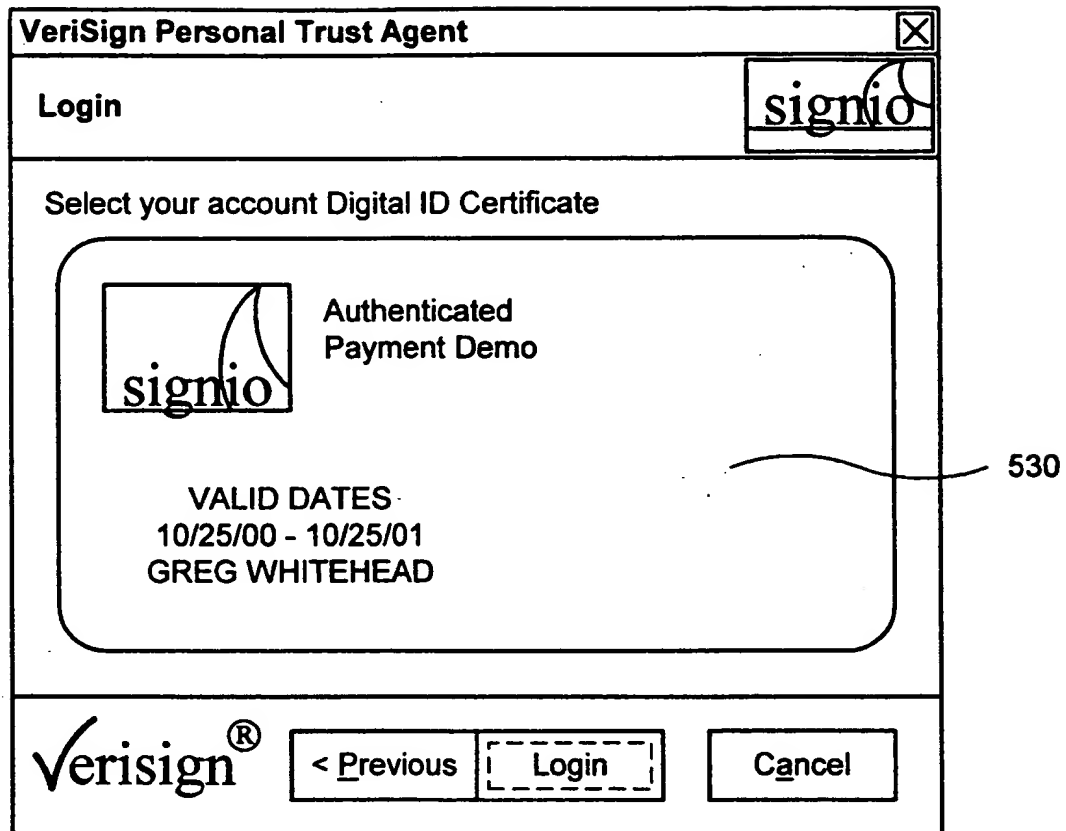 VeriSign Personal Trust Agent
Login
signio
Select your account Digital ID Certificate
signio
Authenticated
Payment Demo
530
VALID DATES
10/25/00 - 10/25/01
GREG WHITEHEAD
Verisign®
< Previous
Login
Cancel